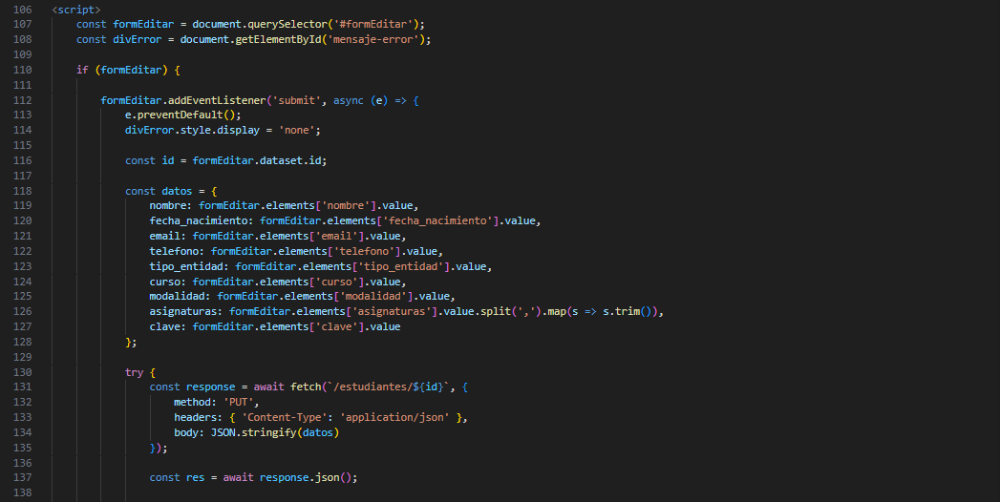 106 <script>
107 const formEditar = document.querySelector('#formEditar');
108 const divError = document.getElementById('mensaje-error');
109
110 if (formEditar) {
111
112 formEditar.addEventListener('submit', async (e) => {
113 e.preventDefault();
114 divError.style.display = 'none';
115
116 const id = formEditar.dataset.id;
117
118 const datos = {
119 nombre: formEditar.elements['nombre'].value,
120 fecha_nacimiento: formEditar.elements['fecha_nacimiento'].value,
121 email: formEditar.elements['email'].value,
122 telefono: formEditar.elements['telefono'].value,
123 tipo_entidad: formEditar.elements['tipo_entidad'].value,
124 curso: formEditar.elements['curso'].value,
125 modalidad: formEditar.elements['modalidad'].value,
126 asignaturas: formEditar.elements['asignaturas'].value.split(',').map(s => s.trim()),
127 clave: formEditar.elements['clave'].value
128 };
129
130 try {
131 const response = await fetch(`/estudiantes/${id}`, {
132 method: 'PUT',
133 headers: { 'Content-Type': 'application/json' },
134 body: JSON.stringify(datos)
135 });
136
137 const res = await response.json();
138